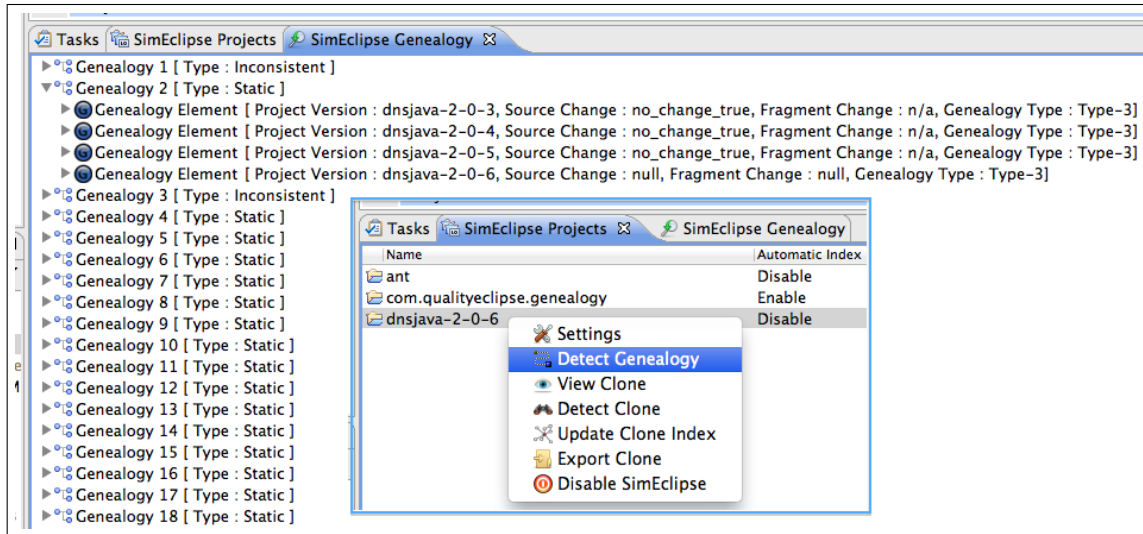 Tasks SimEclipse Projects SimEclipse Genealogy
Genealogy 1 [ Type : Inconsistent ]
Genealogy 2 [ Type : Static ]
Genealogy Element [ Project Version : dnsjava-2-0-3, Source Change : no_change_true, Fragment Change : n/a, Genealogy Type : Type-3]
Genealogy Element [ Project Version : dnsjava-2-0-4, Source Change : no_change_true, Fragment Change : n/a, Genealogy Type : Type-3]
Genealogy Element [ Project Version : dnsjava-2-0-5, Source Change : no_change_true, Fragment Change : n/a, Genealogy Type : Type-3]
Genealogy Element [ Project Version : dnsjava-2-0-6, Source Change : null, Fragment Change : null, Genealogy Type : Type-3]
Genealogy 3 [ Type : Inconsistent ]
Genealogy 4 [ Type : Static ]
Genealogy 5 [ Type : Static ]
Genealogy 6 [ Type : Static ]
Genealogy 7 [ Type : Static ]
Genealogy 8 [ Type : Static ]
Genealogy 9 [ Type : Static ]
Genealogy 10 [ Type : Static ]
Genealogy 11 [ Type : Static ]
Genealogy 12 [ Type : Static ]
Genealogy 13 [ Type : Static ]
Genealogy 14 [ Type : Static ]
Genealogy 15 [ Type : Static ]
Genealogy 16 [ Type : Static ]
Genealogy 17 [ Type : Static ]
Genealogy 18 [ Type : Static ]
Tasks SimEclipse Projects SimEclipse Genealogy
Name Automatic Index
ant Disable
com.qualityeclipse.genealogy Enable
dnsjava-2-0-6 Disable
Settings
Detect Genealogy
View Clone
Detect Clone
Update Clone Index
Export Clone
Disable SimEclipse